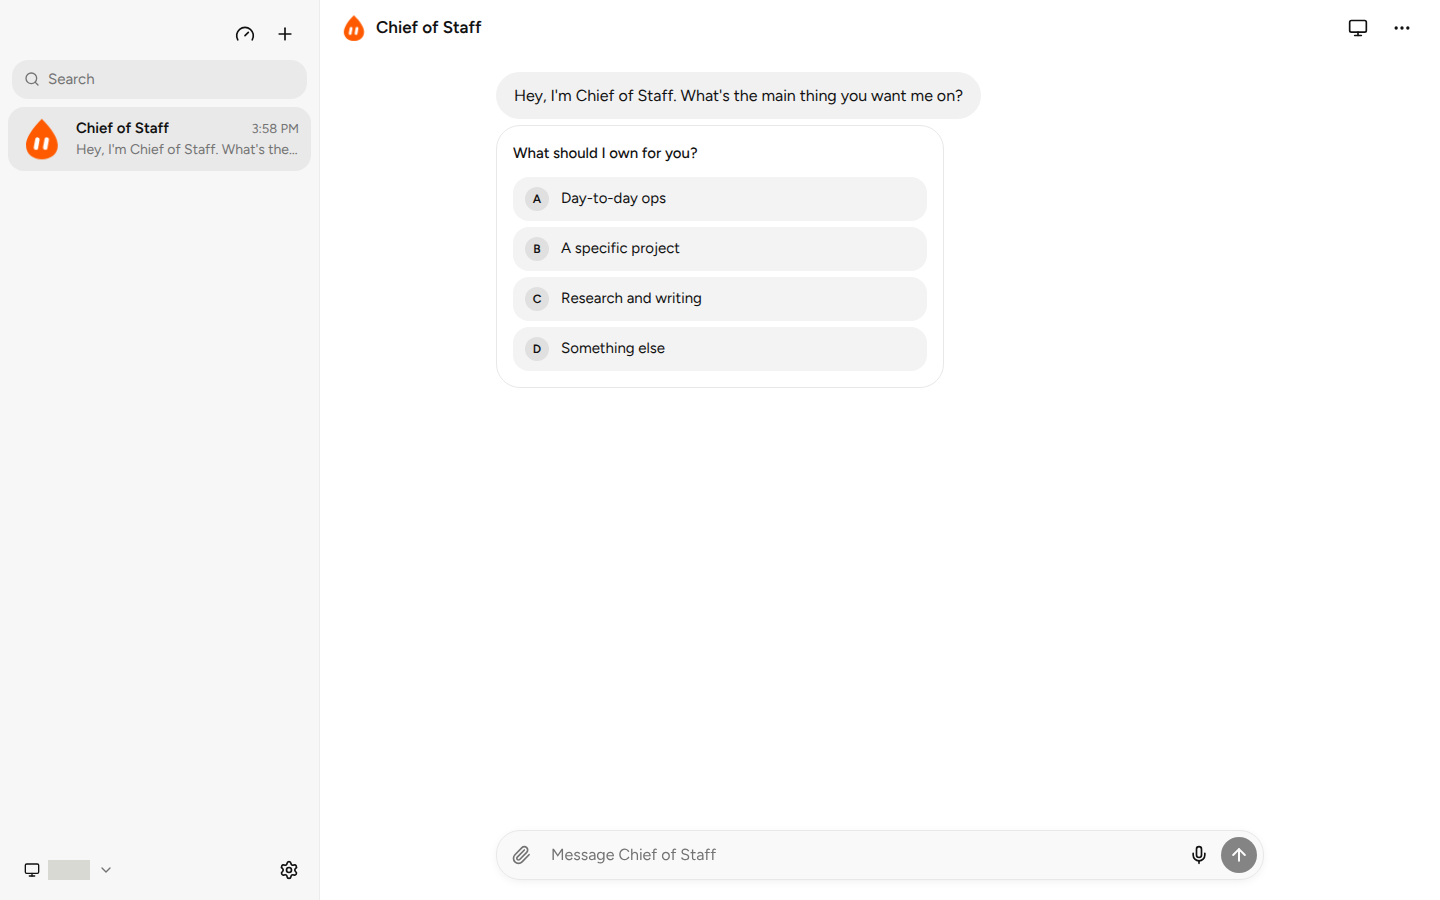 Search
Chief of Staff 3:58 PM
Hey, I'm Chief of Staff. What's the...
Chief of Staff
Hey, I'm Chief of Staff. What's the main thing you want me on?
What should I own for you?
A Day-to-day ops
B A specific project
C Research and writing
D Something else
Message Chief of Staff